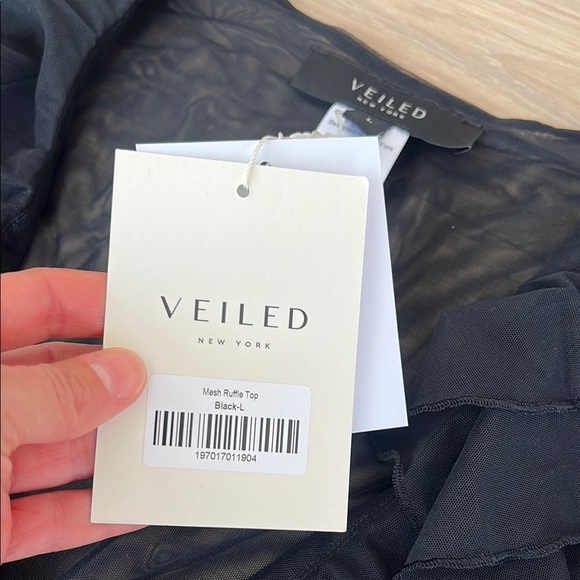 VEILED
NEW YORK
L
VEILED
NEW YORK
Mesh Ruffle Top
Black-L
197017011904